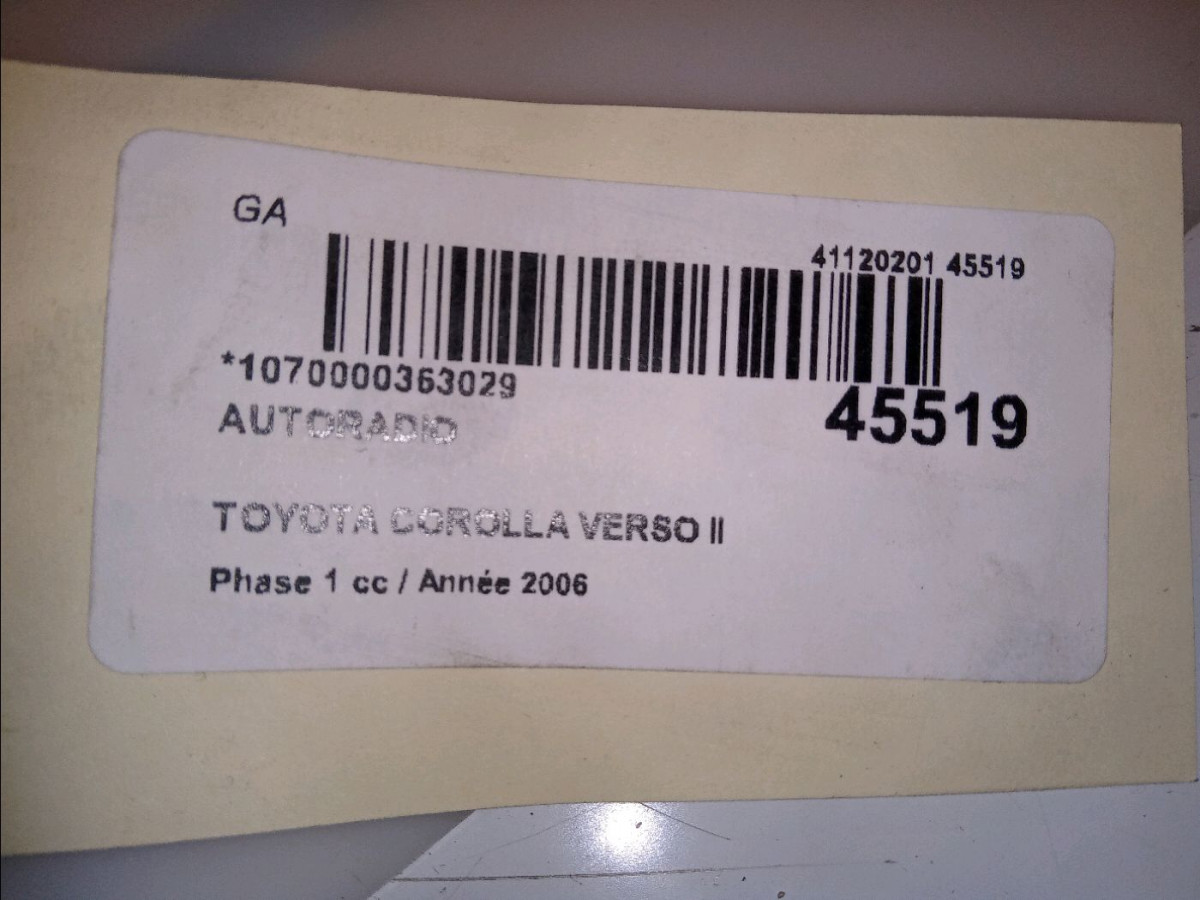 GA
41120201 45519
*1070000363029
45519
AUTORADIO
TOYOTA COROLLA VERSO II
Phase 1 cc / Année 2006